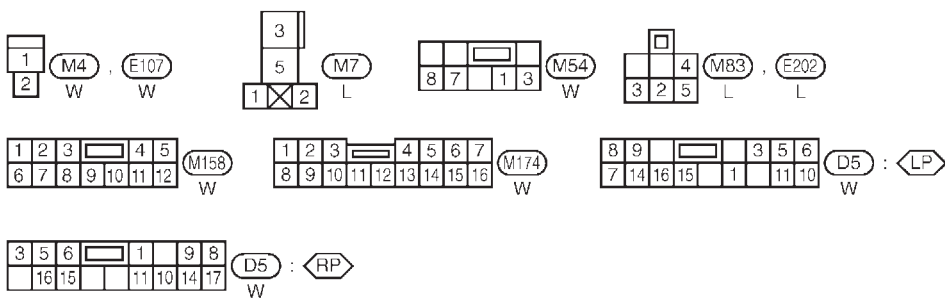 1
2
M4 , E107
W W
3
5
1 2
M7
L
8 7 1 3
M54
W
4
3 2 5
M83 , E202
L L
1 2 3 4 5
6 7 8 9 10 11 12
M158
W
1 2 3 4 5 6 7
8 9 10 11 12 13 14 15 16
M174
W
8 9 3 5 6
7 14 16 15 1 11 10
D5 : LP
W
3 5 6 1 9 8
16 15 11 10 14 17
D5 : RP
W